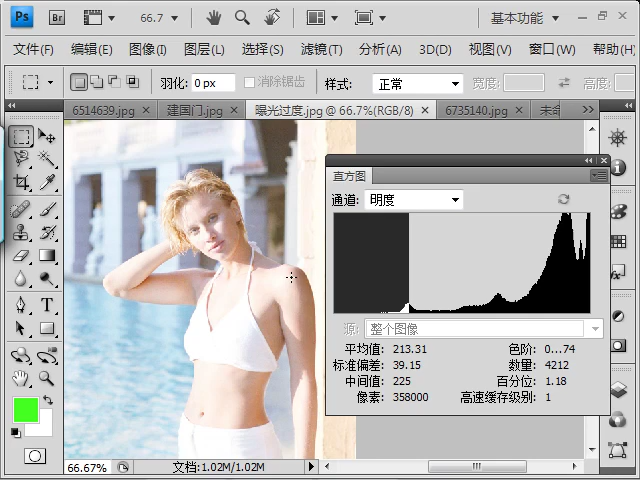 Ps Br 66.7 基本功能
文件(F) 编辑(E) 图像(I) 图层(L) 选择(S) 滤镜(T) 分析(A) 3D(D) 视图(V) 窗口(W) 帮助(H)
羽化: 0 px 消除锯齿 样式: 正常 宽度: 高度:
6514639.jpg 建国门.jpg 曝光过度.jpg @ 66.7%(RGB/8) 6735140.jpg 未命
直方图
通道: 明度
源: 整个图像
平均值: 213.31 色阶: 0...74
标准偏差: 39.15 数量: 4212
中间值: 225 百分位: 1.18
像素: 358000 高速缓存级别: 1
T
fx
66.67% 文档:1.02M/1.02M